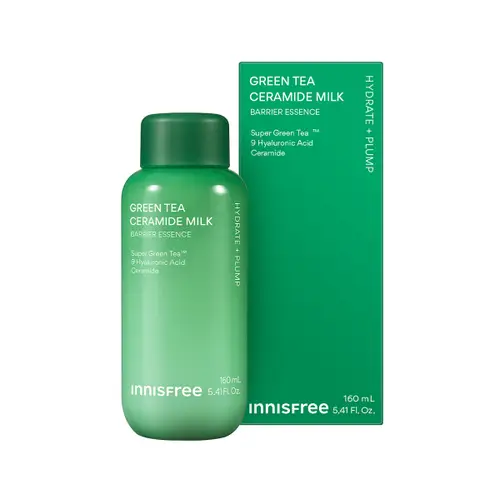 GREEN TEA
CERAMIDE MILK
BARRIER ESSENCE
Super Green Tea™
9 Hyaluronic Acid
Ceramide
HYDRATE + PLUMP
160 mL
innisfree 5.41 Fl. Oz.
GREEN TEA
CERAMIDE MILK
BARRIER ESSENCE
Super Green Tea ™
9 Hyaluronic Acid
Ceramide
HYDRATE + PLUMP
160 mL
innisfree 5.41 Fl. Oz.